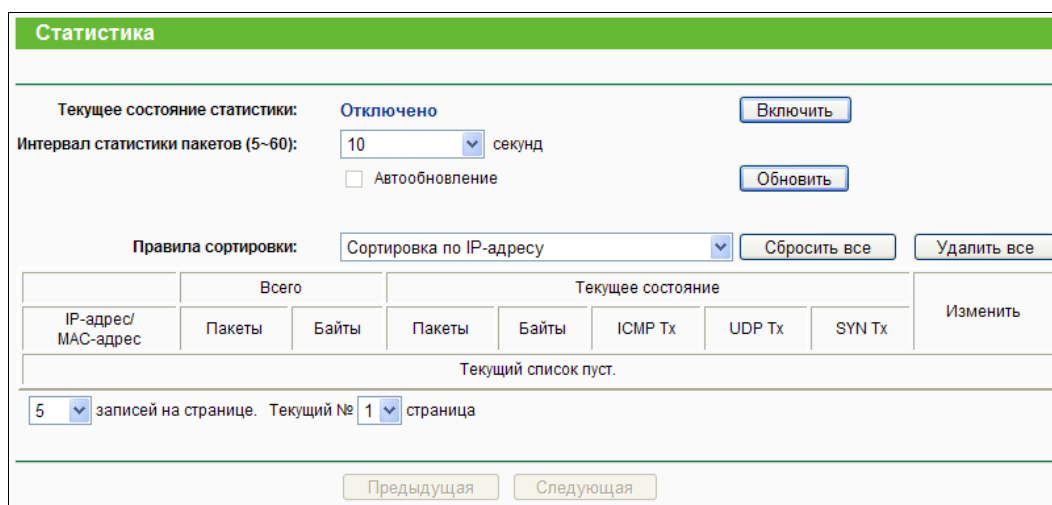 Статистика
Текущее состояние статистики: Отключено Включить
Интервал статистики пакетов (5~60): 10 секунд
Автообновление Обновить
Правила сортировки: Сортировка по IP-адресу Сбросить все Удалить все
Всего Текущее состояние Изменить
IP-адрес/
MAC-адрес Пакеты Байты Пакеты Байты ICMP Tx UDP Tx SYN Tx
Текущий список пуст.
5 записей на странице. Текущий № 1 страница
Предыдущая Следующая